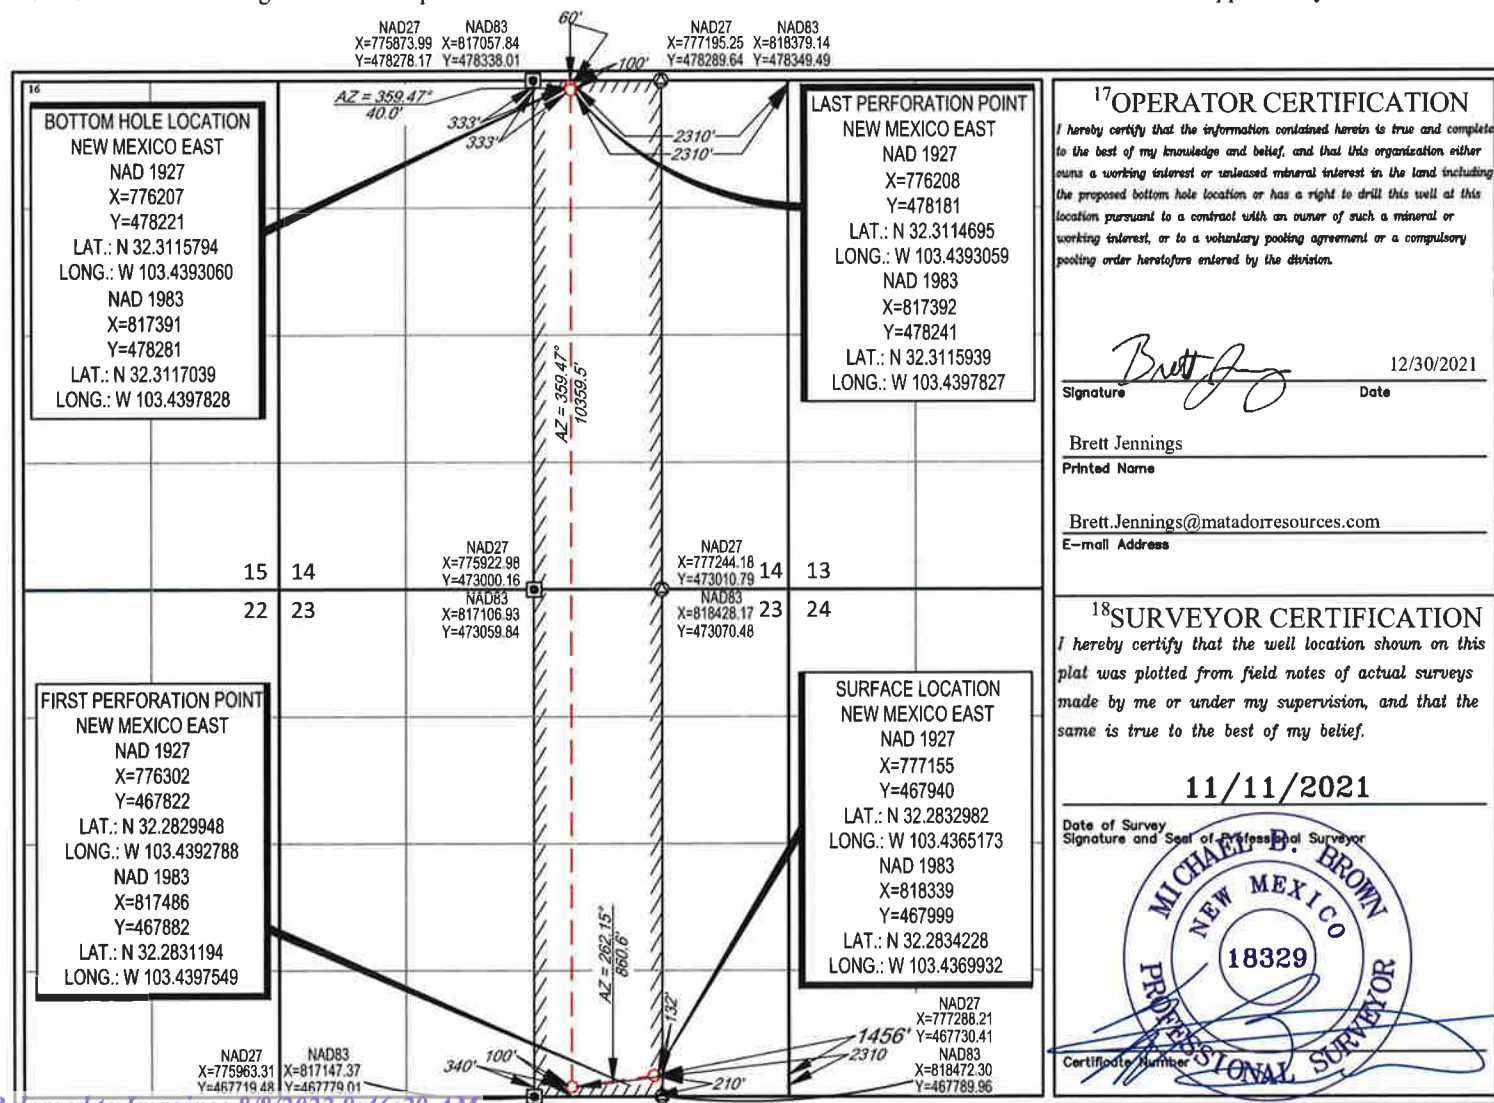 NAD27
X=775873.99
Y=478278.17
NAD83
X=817057.84
Y=478338.01
60'
NAD27
X=777195.25
Y=478289.64
NAD83
X=818379.14
Y=478349.49
100'
16
AZ = 359.47°
40.0'
333'
333'
2310'
2310'
BOTTOM HOLE LOCATION
NEW MEXICO EAST
NAD 1927
X=776207
Y=478221
LAT.: N 32.3115794
LONG.: W 103.4393060
NAD 1983
X=817391
Y=478281
LAT.: N 32.3117039
LONG.: W 103.4397828
LAST PERFORATION POINT
NEW MEXICO EAST
NAD 1927
X=776208
Y=478181
LAT.: N 32.3114695
LONG.: W 103.4393059
NAD 1983
X=817392
Y=478241
LAT.: N 32.3115939
LONG.: W 103.4397827
AZ = 359.47°
10359.5'
NAD27
X=775922.98
Y=473000.16
NAD83
X=817106.93
Y=473059.84
NAD27
X=777244.18
Y=473010.79
NAD83
X=818428.17
Y=473070.48
15 14
22 23
14 13
23 24
FIRST PERFORATION POINT
NEW MEXICO EAST
NAD 1927
X=776302
Y=467822
LAT.: N 32.2829948
LONG.: W 103.4392788
NAD 1983
X=817486
Y=467882
LAT.: N 32.2831194
LONG.: W 103.4397549
SURFACE LOCATION
NEW MEXICO EAST
NAD 1927
X=777155
Y=467940
LAT.: N 32.2832982
LONG.: W 103.4365173
NAD 1983
X=818339
Y=467999
LAT.: N 32.2834228
LONG.: W 103.4369932
AZ = 262.15°
860.6'
132'
NAD27
X=775963.31
Y=467719.48
NAD83
X=817147.37
Y=467779.01
340'
100'
210'
1456'
2310
NAD27
X=777288.21
Y=467730.41
NAD83
X=818472.30
Y=467789.96
17OPERATOR CERTIFICATION
I hereby certify that the information contained herein is true and complete
to the best of my knowledge and belief, and that this organization either
owns a working interest or unleased mineral interest in the land including
the proposed bottom hole location or has a right to drill this well at this
location pursuant to a contract with an owner of such a mineral or
working interest, or to a voluntary pooling agreement or a compulsory
pooling order heretofore entered by the division.
12/30/2021
Signature Date
Brett Jennings
Printed Name
Brett.Jennings@matadorresources.com
E-mail Address
18SURVEYOR CERTIFICATION
I hereby certify that the well location shown on this
plat was plotted from field notes of actual surveys
made by me or under my supervision, and that the
same is true to the best of my belief.
11/11/2021
Date of Survey
Signature and Seal of Professional Surveyor
MICHAEL B. BROWN
NEW MEXICO
18329
PROFESSIONAL SURVEYOR
Certificate Number